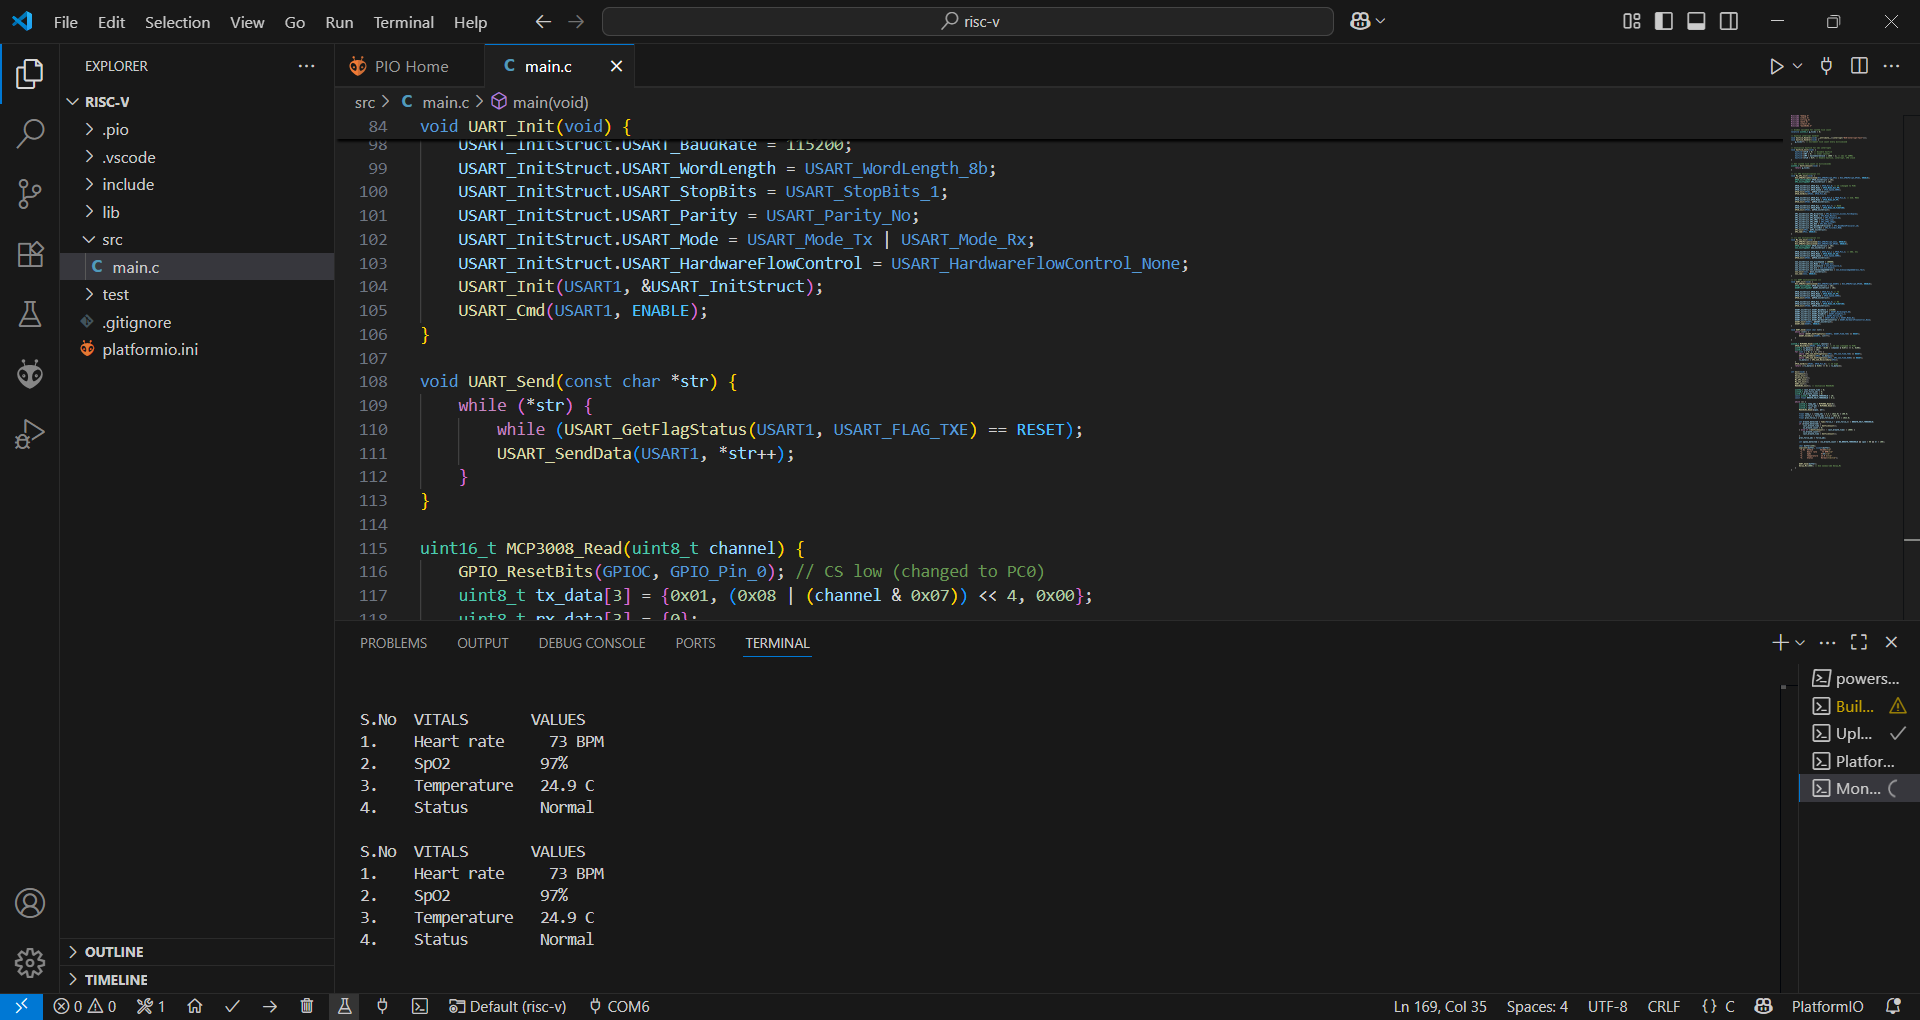 File Edit Selection View Go Run Terminal Help
risc-v
EXPLORER
RISC-V
.pio
.vscode
include
lib
src
C main.c
test
.gitignore
platformio.ini
OUTLINE
TIMELINE
PIO Home
C main.c
src > C main.c > main(void)
84 void UART_Init(void) {
98 USART_InitStruct.USART_BaudRate = 115200;
99 USART_InitStruct.USART_WordLength = USART_WordLength_8b;
100 USART_InitStruct.USART_StopBits = USART_StopBits_1;
101 USART_InitStruct.USART_Parity = USART_Parity_No;
102 USART_InitStruct.USART_Mode = USART_Mode_Tx | USART_Mode_Rx;
103 USART_InitStruct.USART_HardwareFlowControl = USART_HardwareFlowControl_None;
104 USART_Init(USART1, &USART_InitStruct);
105 USART_Cmd(USART1, ENABLE);
106 }
107
108 void UART_Send(const char *str) {
109 while (*str) {
110 while (USART_GetFlagStatus(USART1, USART_FLAG_TXE) == RESET);
111 USART_SendData(USART1, *str++);
112 }
113 }
114
115 uint16_t MCP3008_Read(uint8_t channel) {
116 GPIO_ResetBits(GPIOC, GPIO_Pin_0); // CS low (changed to PC0)
117 uint8_t tx_data[3] = {0x01, (0x08 | (channel & 0x07)) << 4, 0x00};
118 uint8_t rx_data[3] = {0};
PROBLEMS OUTPUT DEBUG CONSOLE PORTS TERMINAL
S.No VITALS VALUES
1. Heart rate 73 BPM
2. SpO2 97%
3. Temperature 24.9 C
4. Status Normal
S.No VITALS VALUES
1. Heart rate 73 BPM
2. SpO2 97%
3. Temperature 24.9 C
4. Status Normal
powers...
Buil...
Upl...
Platfor...
Mon...
0 0 1 Default (risc-v) COM6 Ln 169, Col 35 Spaces: 4 UTF-8 CRLF {} C PlatformIO